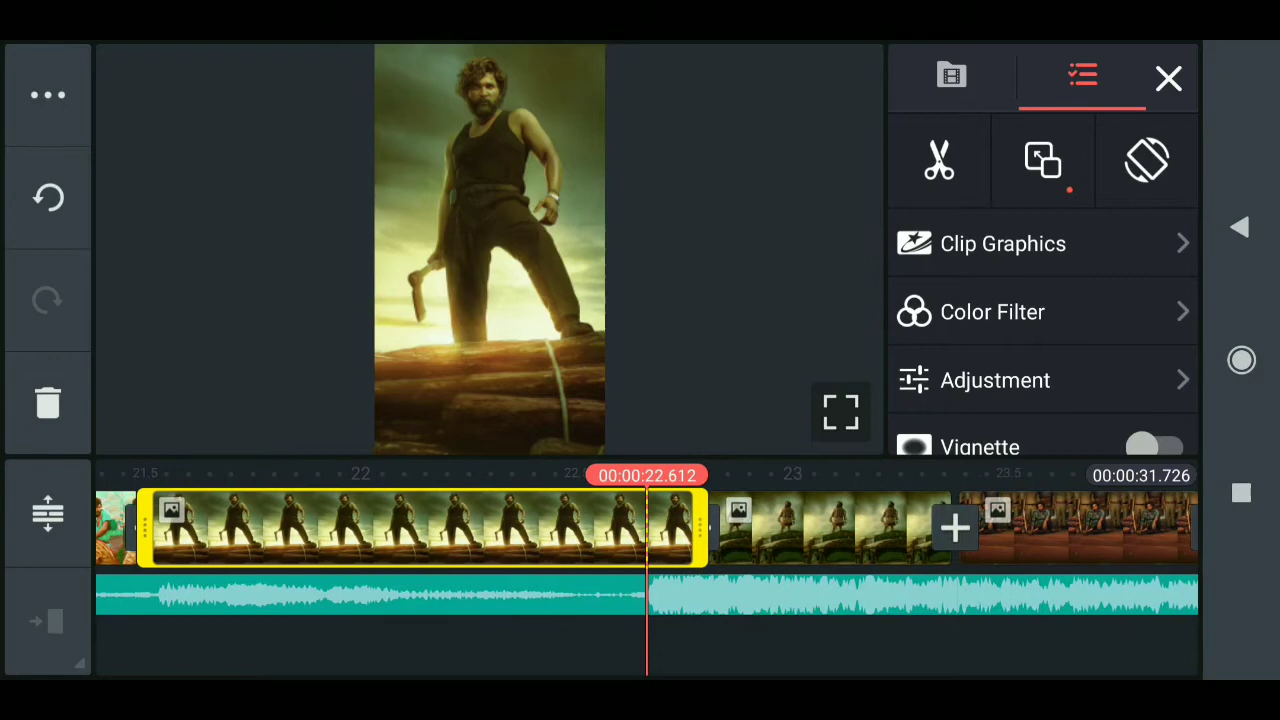 Clip Graphics
Color Filter
Adjustment
Vignette
21.5
22
22.
00:00:22.612
23
23.5
00:00:31.726